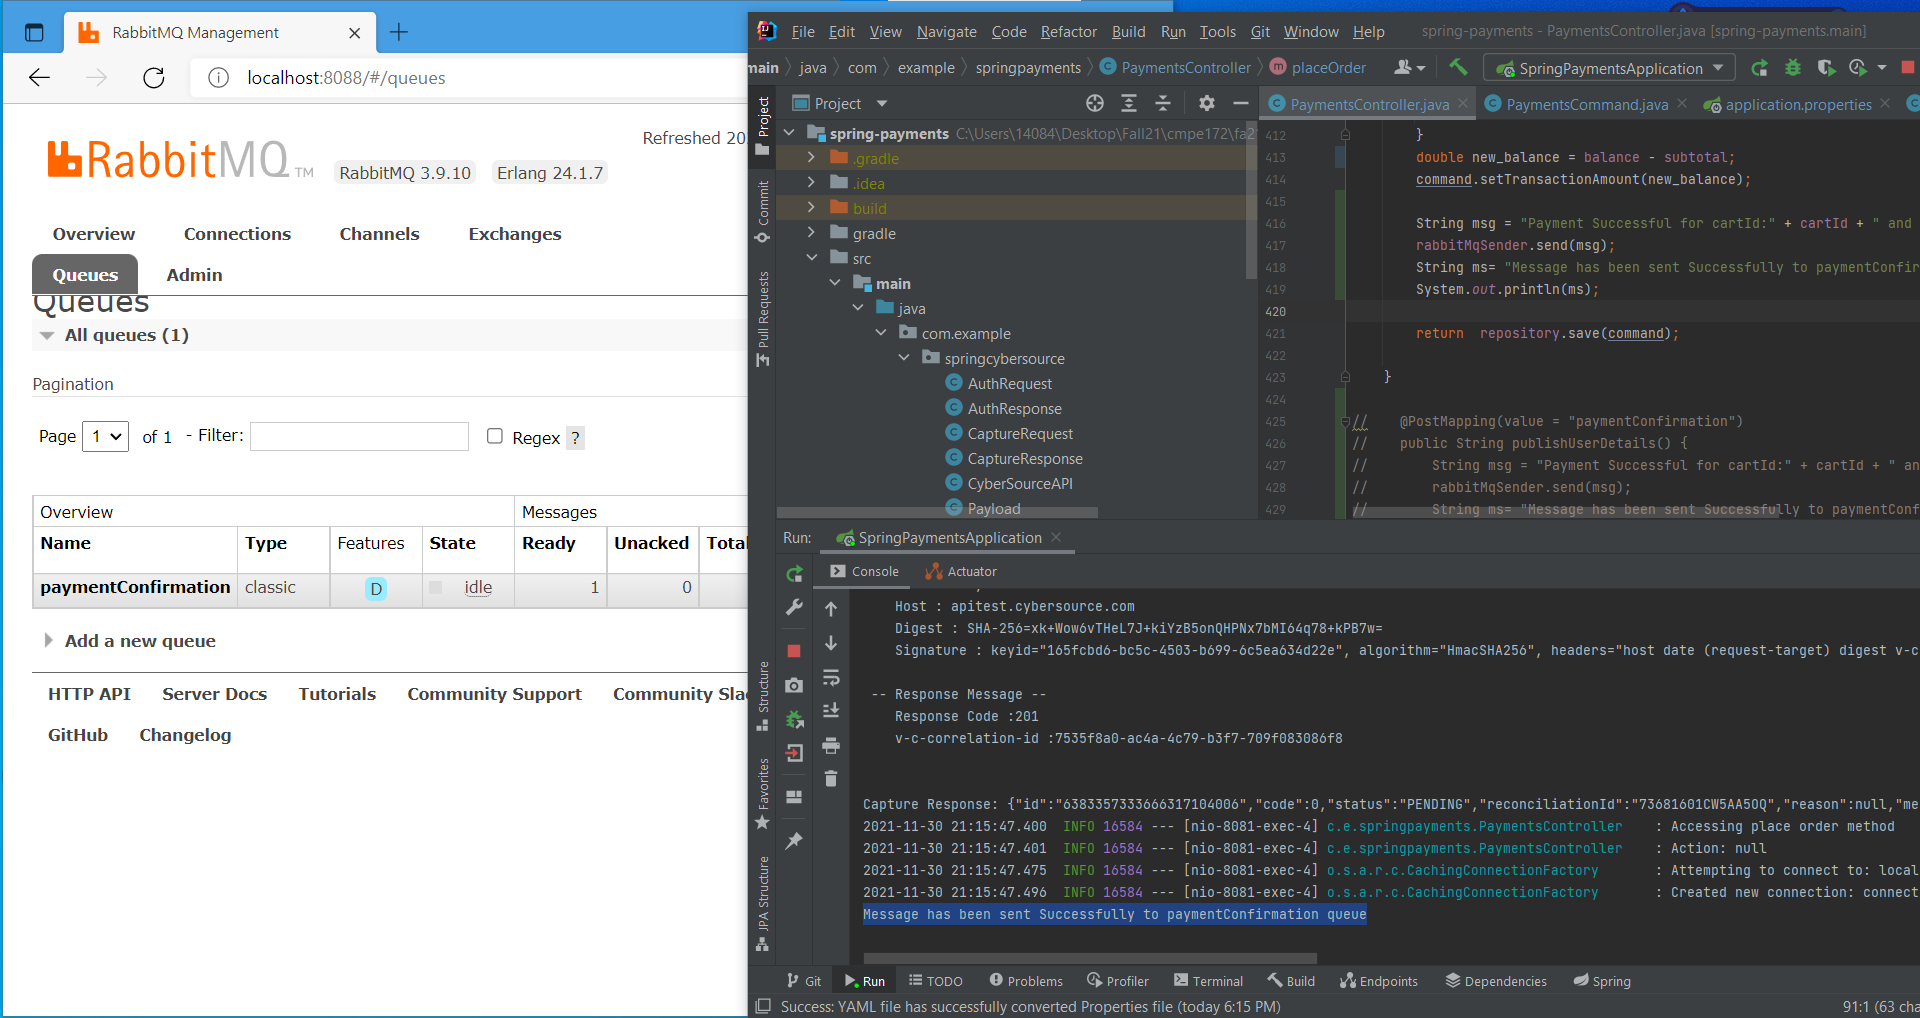 RabbitMQ Management
localhost:8088/#/queues
Refreshed 20
RabbitMQ TM
RabbitMQ 3.9.10
Erlang 24.1.7
Overview
Connections
Channels
Exchanges
Queues
Admin
Queues
All queues (1)
Pagination
Page 1 of 1 - Filter: Regex ?
Overview
Messages
Name Type Features State Ready Unacked Total
paymentConfirmation classic D idle 1 0
Add a new queue
HTTP API Server Docs Tutorials Community Support Community Slac
GitHub Changelog
File Edit View Navigate Code Refactor Build Run Tools Git Window Help spring-payments - PaymentsController.java [spring-payments.main]
main java com example springpayments PaymentsController placeOrder SpringPaymentsApplication
Project
Commit
Pull Requests
Structure
Favorites
JPA Structure
Project
spring-payments C:\Users\14084\Desktop\Fall21\cmpe172\fa2
.gradle
.idea
build
gradle
src
main
java
com.example
springcybersource
AuthRequest
AuthResponse
CaptureRequest
CaptureResponse
CyberSourceAPI
Payload
PaymentsController.java PaymentsCommand.java application.properties
412 }
413 double new_balance = balance - subtotal;
414 command.setTransactionAmount(new_balance);
415
416 String msg = "Payment Successful for cartId:" + cartId + " and
417 rabbitMqSender.send(msg);
418 String ms= "Message has been sent Successfully to paymentConfir
419 System.out.println(ms);
420
421 return repository.save(command);
422
423 }
424
425 // @PostMapping(value = "paymentConfirmation")
426 // public String publishUserDetails() {
427 // String msg = "Payment Successful for cartId:" + cartId + " an
428 // rabbitMqSender.send(msg);
429 // String ms= "Message has been sent Successfully to paymentConf
Run: SpringPaymentsApplication
Console Actuator
Host : apitest.cybersource.com
Digest : SHA-256=xk+Wow6vTHeL7J+kiYzB5onQHPNx7bMI64q78+kPB7w=
Signature : keyid="165fcbd6-bc5c-4503-b699-6c5ea634d22e", algorithm="HmacSHA256", headers="host date (request-target) digest v-c
-- Response Message --
Response Code :201
v-c-correlation-id :7535f8a0-ac4a-4c79-b3f7-709f083086f8
Capture Response: {"id":"6383357333666317104006","code":0,"status":"PENDING","reconciliationId":"73681601CW5AA5OQ","reason":null,"me
2021-11-30 21:15:47.400 INFO 16584 --- [nio-8081-exec-4] c.e.springpayments.PaymentsController : Accessing place order method
2021-11-30 21:15:47.401 INFO 16584 --- [nio-8081-exec-4] c.e.springpayments.PaymentsController : Action: null
2021-11-30 21:15:47.475 INFO 16584 --- [nio-8081-exec-4] o.s.a.r.c.CachingConnectionFactory : Attempting to connect to: local
2021-11-30 21:15:47.496 INFO 16584 --- [nio-8081-exec-4] o.s.a.r.c.CachingConnectionFactory : Created new connection: connect
Message has been sent Successfully to paymentConfirmation queue
Git Run TODO Problems Profiler Terminal Build Endpoints Dependencies Spring
Success: YAML file has successfully converted Properties file (today 6:15 PM)
91:1 (63 cha